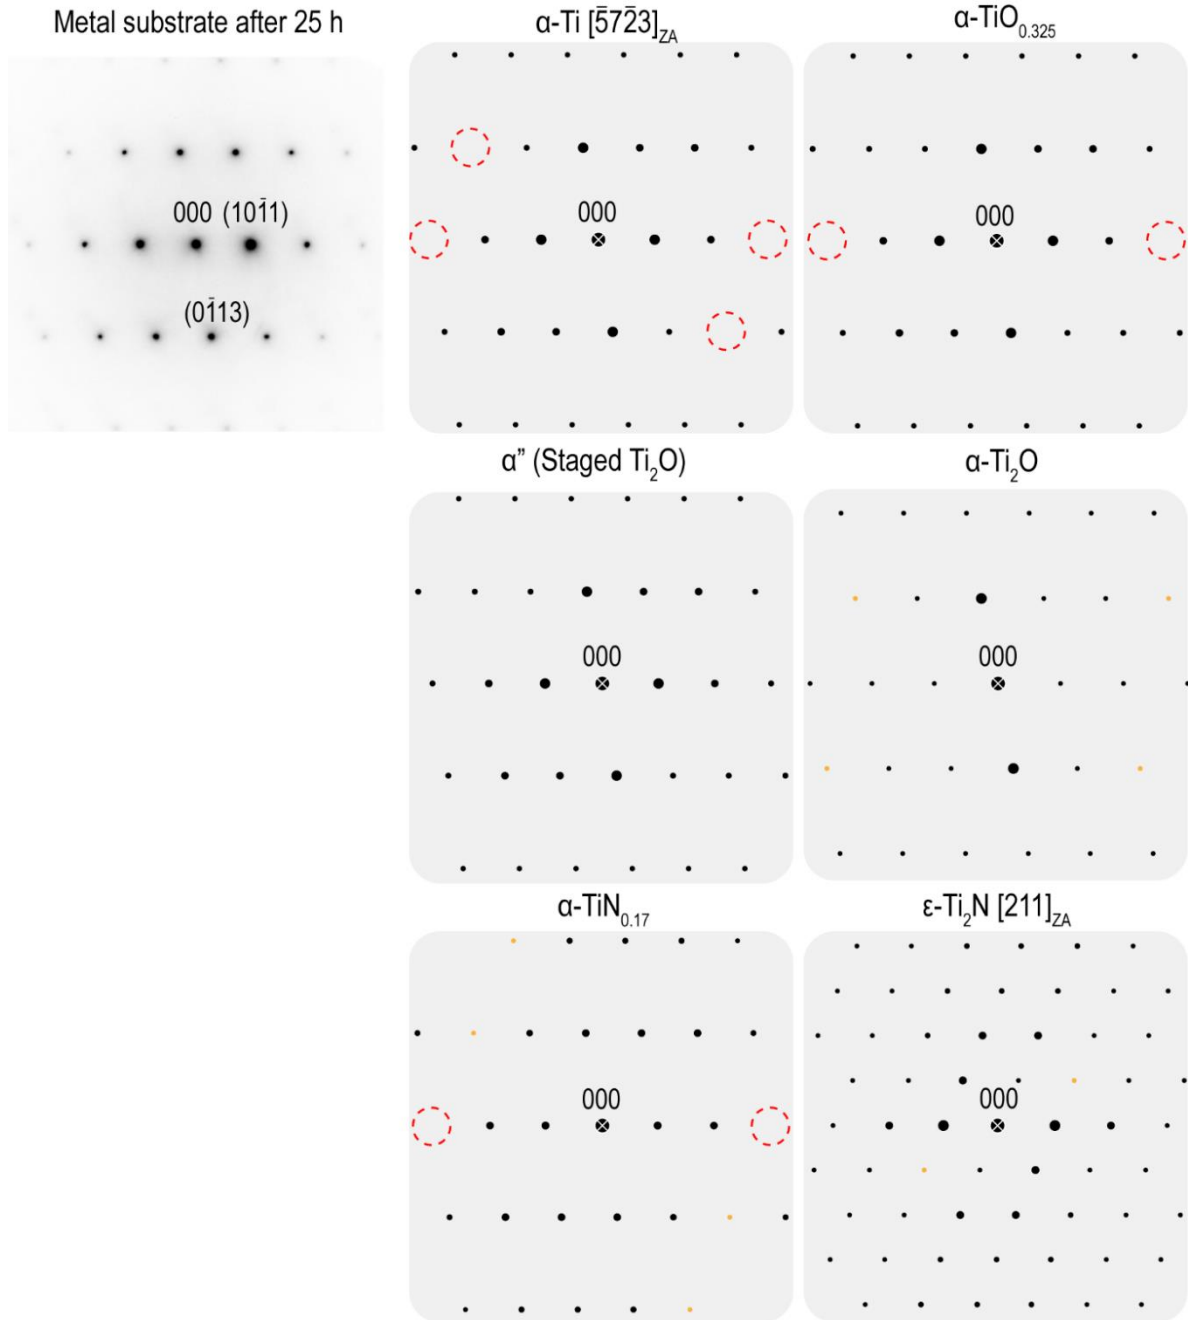 Metal substrate after 25 h
α-Ti [5̄72̄3]ZA
α-TiO0.325
000 (101̄1)
(01̄13)
000
000
α” (Staged Ti2O)
α-Ti2O
000
000
α-TiN0.17
ε-Ti2N [211]ZA
000
000